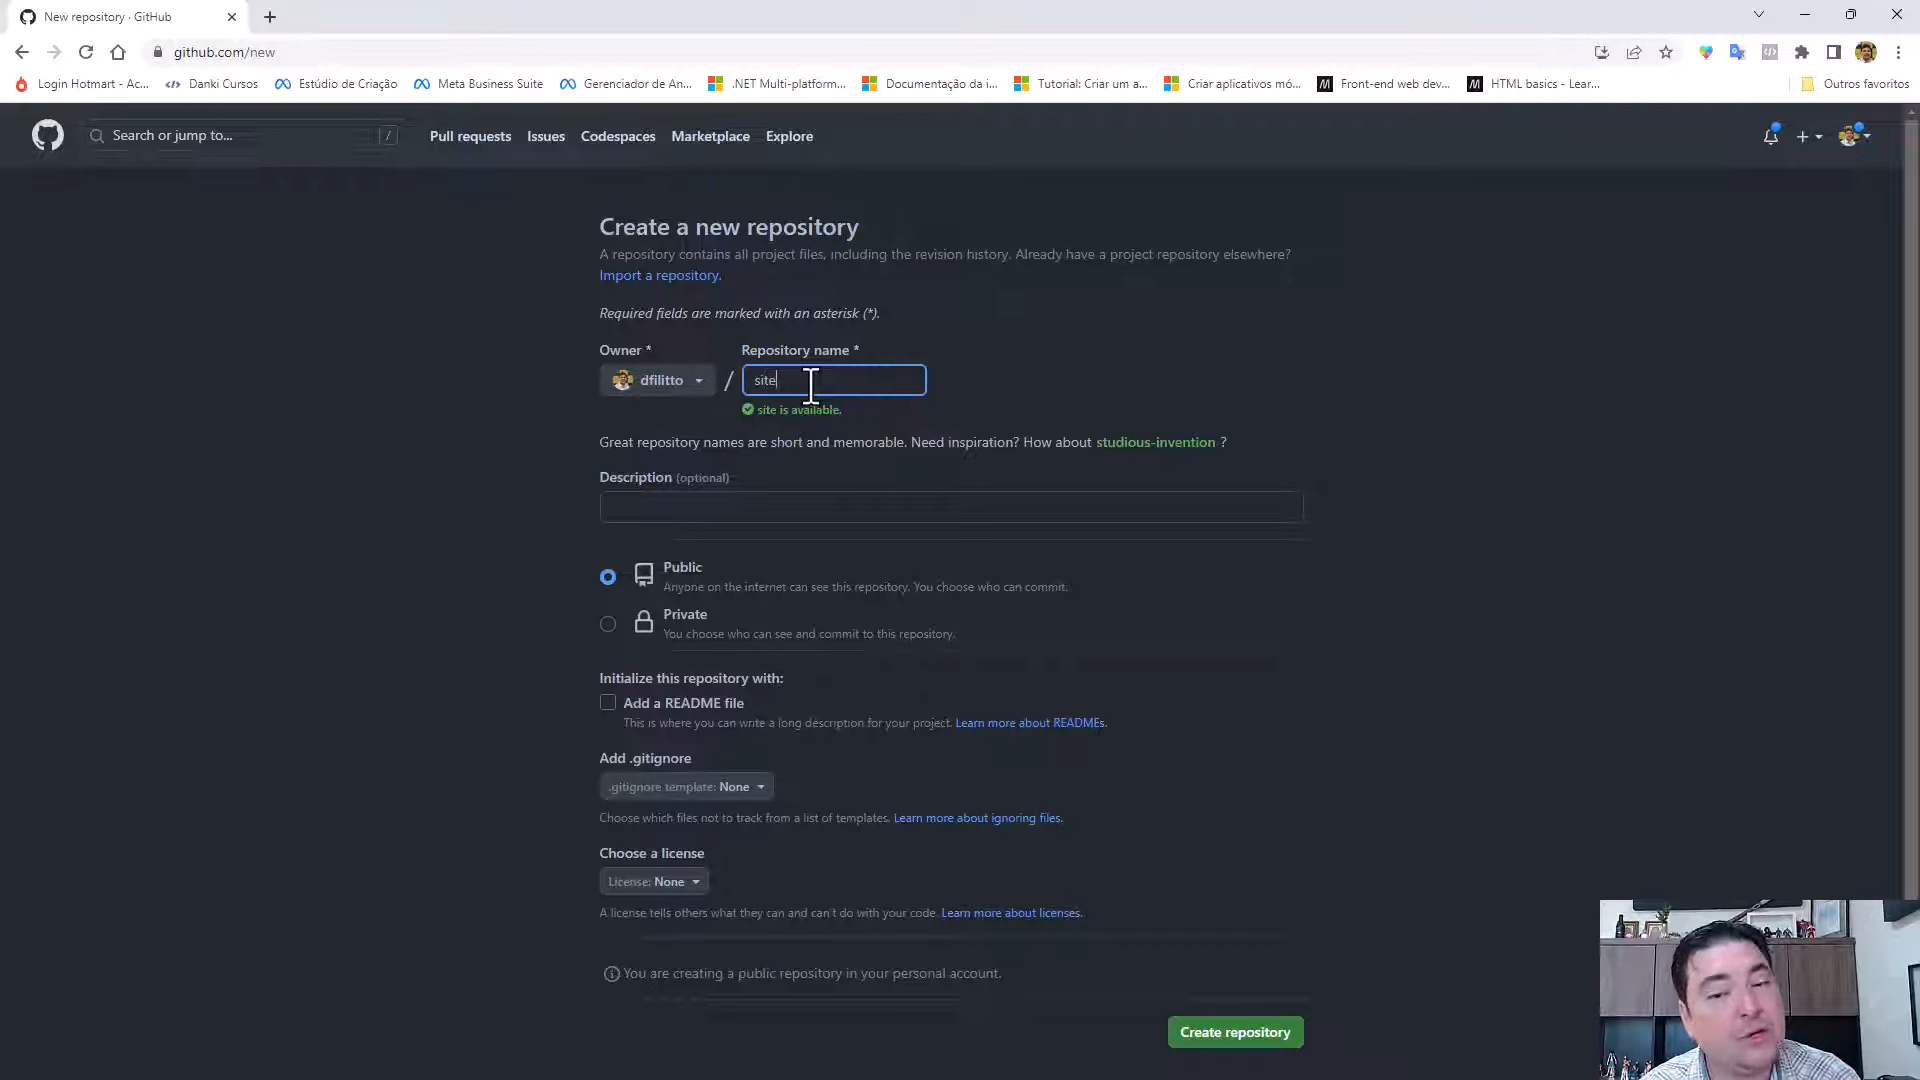 New repository · GitHub
github.com/new
Login Hotmart - Ac...
Danki Cursos
Estúdio de Criação
Meta Business Suite
Gerenciador de An...
.NET Multi-platform...
Documentação da i...
Tutorial: Criar um a...
Criar aplicativos mó...
Front-end web dev...
HTML basics - Lear...
Outros favoritos
Search or jump to...
/
Pull requests
Issues
Codespaces
Marketplace
Explore
Create a new repository
A repository contains all project files, including the revision history. Already have a project repository elsewhere?
Import a repository.
Required fields are marked with an asterisk (*).
Owner *
Repository name *
dfilitto
/
site
site is available.
Great repository names are short and memorable. Need inspiration? How about studious-invention ?
Description (optional)
Public
Anyone on the internet can see this repository. You choose who can commit.
Private
You choose who can see and commit to this repository.
Initialize this repository with:
Add a README file
This is where you can write a long description for your project. Learn more about READMEs.
Add .gitignore
.gitignore template: None
Choose which files not to track from a list of templates. Learn more about ignoring files.
Choose a license
License: None
A license tells others what they can and can't do with your code. Learn more about licenses.
You are creating a public repository in your personal account.
Create repository